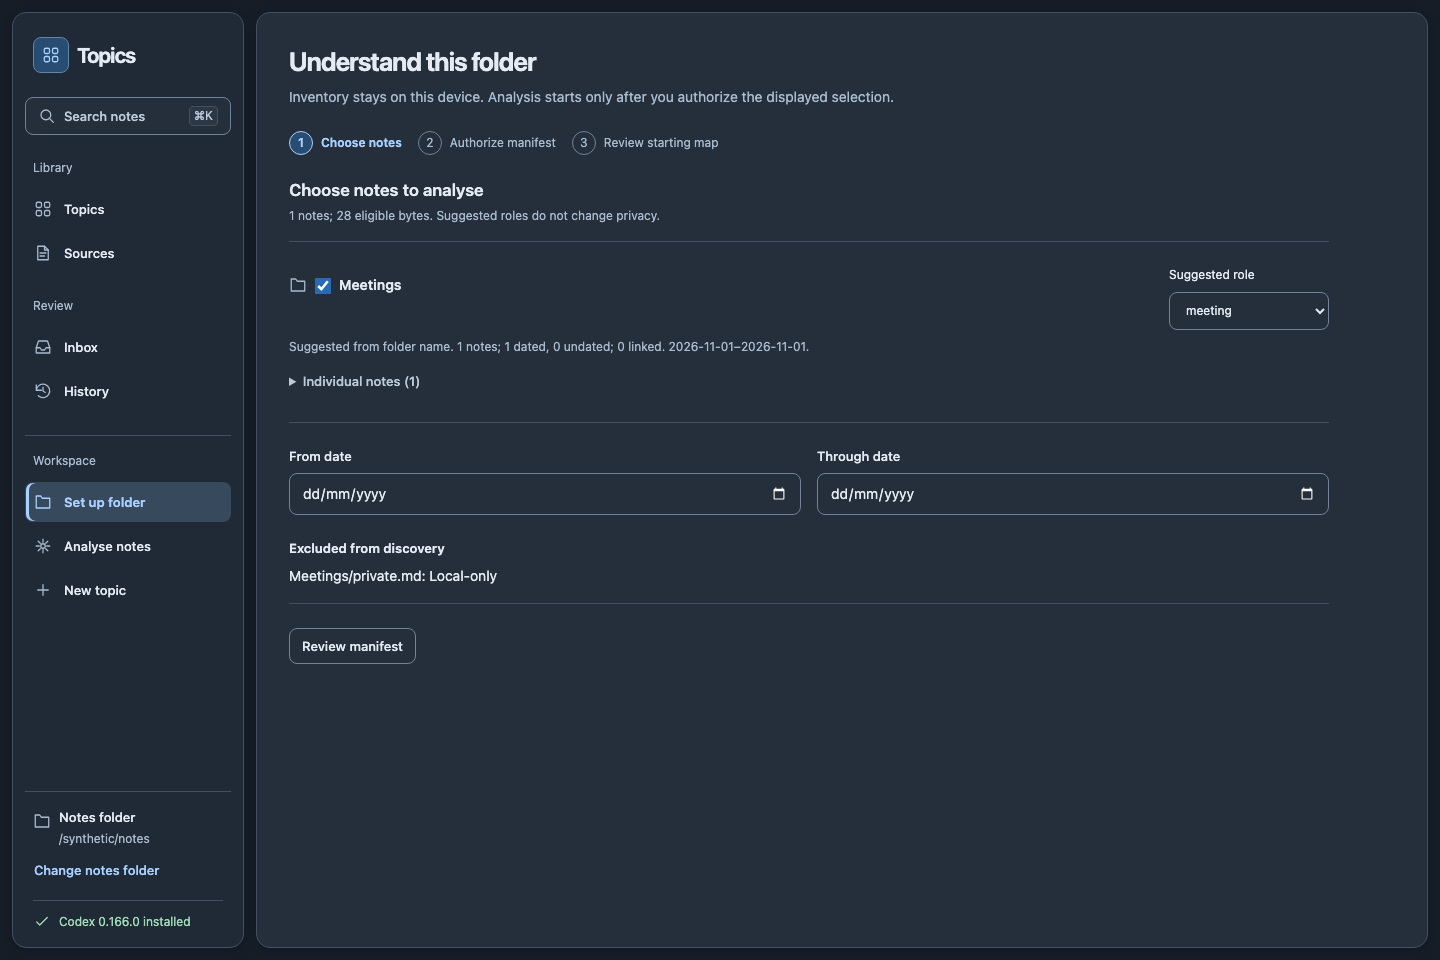 Topics
Search notes ⌘K
Library
Topics
Sources
Review
Inbox
History
Workspace
Set up folder
Analyse notes
New topic
Notes folder
/synthetic/notes
Change notes folder
Codex 0.166.0 installed
Understand this folder
Inventory stays on this device. Analysis starts only after you authorize the displayed selection.
1 Choose notes 2 Authorize manifest 3 Review starting map
Choose notes to analyse
1 notes; 28 eligible bytes. Suggested roles do not change privacy.
Meetings
Suggested role
meeting
Suggested from folder name. 1 notes; 1 dated, 0 undated; 0 linked. 2026-11-01–2026-11-01.
Individual notes (1)
From date
dd/mm/yyyy
Through date
dd/mm/yyyy
Excluded from discovery
Meetings/private.md: Local-only
Review manifest